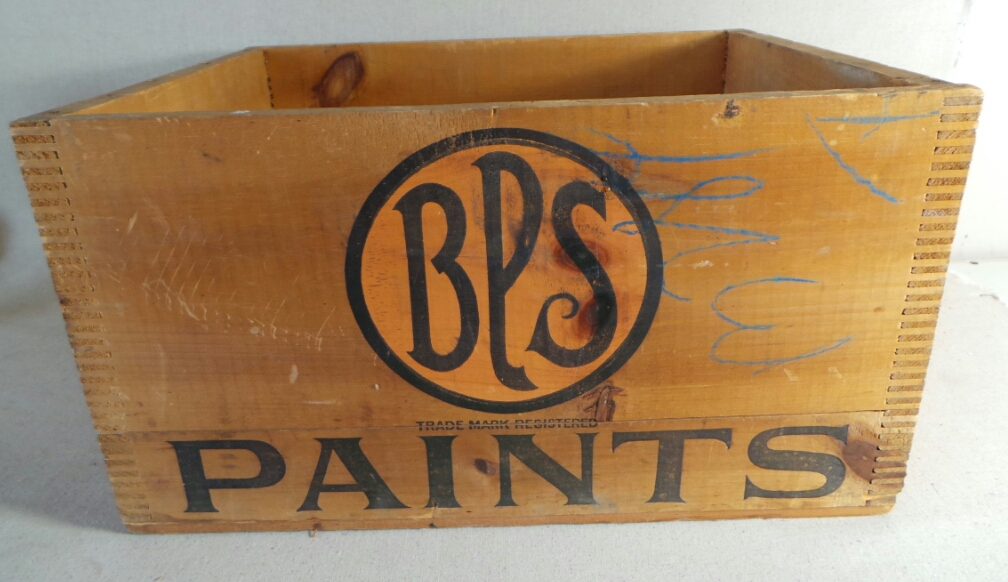 BPS
TRADE MARK REGISTERED
PAINTS